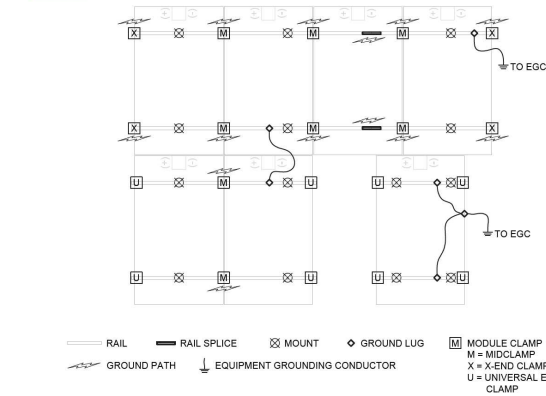 X M M M X
TO EGC
X M M M X
U M U U U
TO EGC
U M U U U
RAIL RAIL SPLICE MOUNT GROUND LUG M MODULE CLAMP
M = MIDCLAMP
GROUND PATH EQUIPMENT GROUNDING CONDUCTOR X = X-END CLAMP
U = UNIVERSAL E
CLAMP